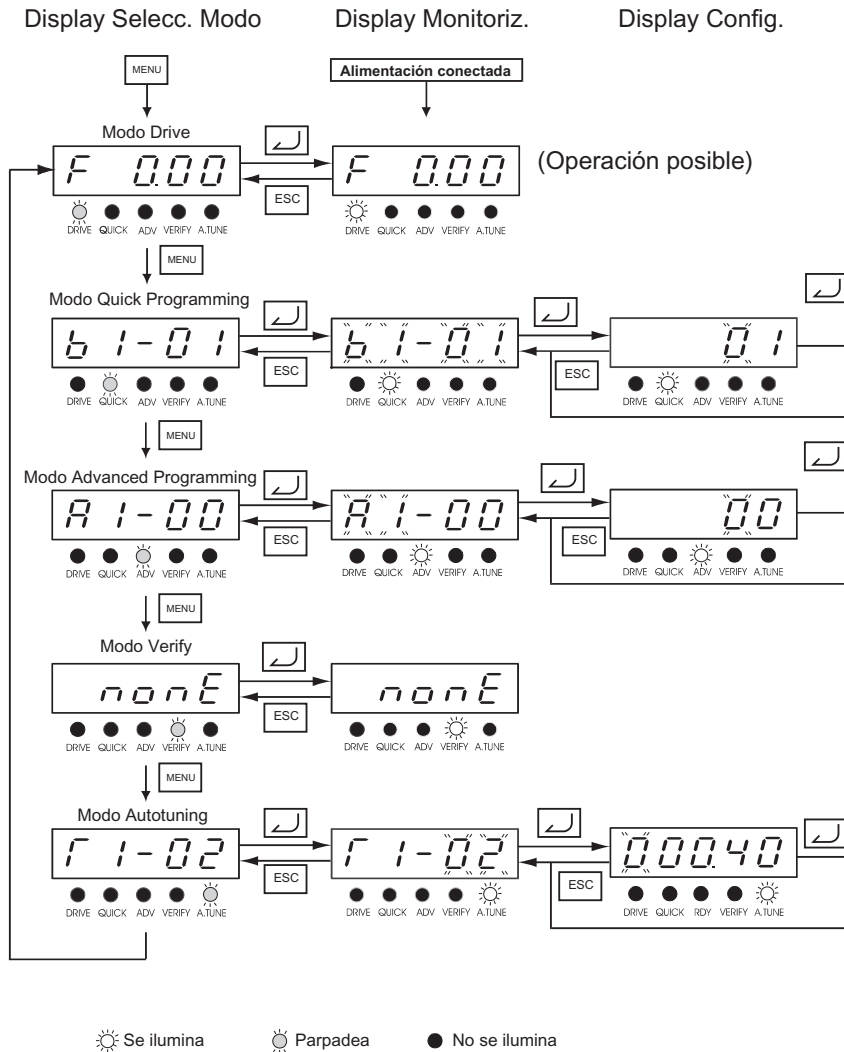 Display Selecc. Modo Display Monitoriz. Display Config.
MENU Alimentación conectada
Modo Drive
F 0.00 F 0.00 (Operación posible)
ESC
DRIVE QUICK ADV VERIFY A.TUNE DRIVE QUICK ADV VERIFY A.TUNE
MENU
Modo Quick Programming
b1-01 b1-01 01
ESC ESC
DRIVE QUICK ADV VERIFY A.TUNE DRIVE QUICK ADV VERIFY A.TUNE DRIVE QUICK ADV VERIFY A.TUNE
MENU
Modo Advanced Programming
A1-00 A1-00 00
ESC ESC
DRIVE QUICK ADV VERIFY A.TUNE DRIVE QUICK ADV VERIFY A.TUNE DRIVE QUICK ADV VERIFY A.TUNE
MENU
Modo Verify
nonE nonE
ESC
DRIVE QUICK ADV VERIFY A.TUNE DRIVE QUICK ADV VERIFY A.TUNE
MENU
Modo Autotuning
T1-02 T1-02 000.40
ESC ESC
DRIVE QUICK ADV VERIFY A.TUNE DRIVE QUICK ADV VERIFY A.TUNE DRIVE QUICK RDY VERIFY A.TUNE
Se ilumina Parpadea No se ilumina